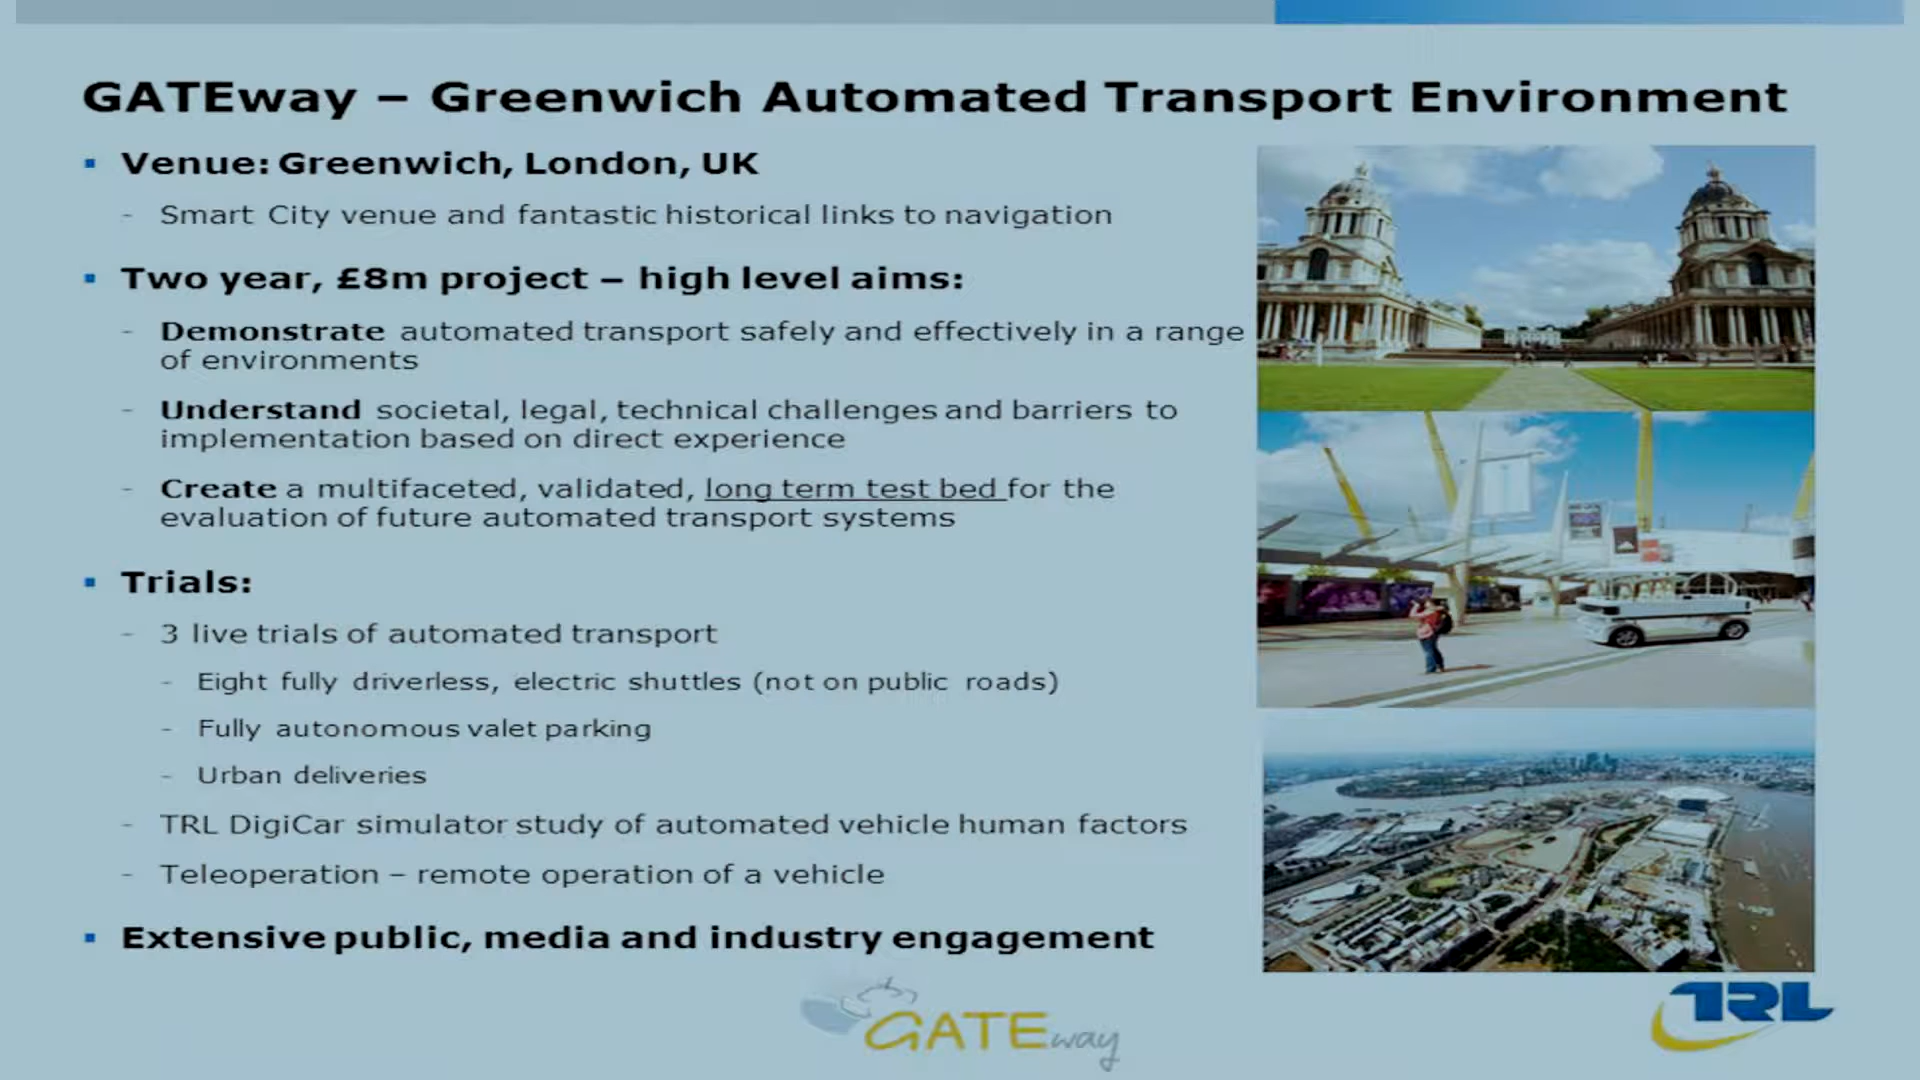 GATEway – Greenwich Automated Transport Environment
▪ Venue: Greenwich, London, UK
- Smart City venue and fantastic historical links to navigation
▪ Two year, £8m project – high level aims:
- Demonstrate automated transport safely and effectively in a range
of environments
- Understand societal, legal, technical challenges and barriers to
implementation based on direct experience
- Create a multifaceted, validated, long term test bed for the
evaluation of future automated transport systems
▪ Trials:
- 3 live trials of automated transport
- Eight fully driverless, electric shuttles (not on public roads)
- Fully autonomous valet parking
- Urban deliveries
- TRL DigiCar simulator study of automated vehicle human factors
- Teleoperation – remote operation of a vehicle
▪ Extensive public, media and industry engagement
GATEway
TRL